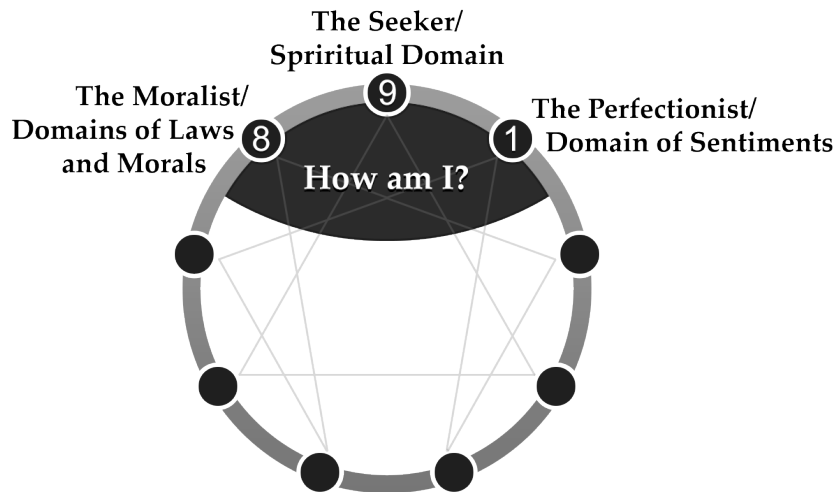 The Seeker/
Spriritual Domain
9
The Moralist/
Domains of Laws
and Morals
8
The Perfectionist/
Domain of Sentiments
1
How am I?